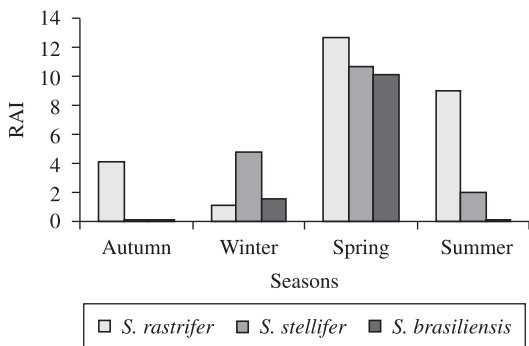 RAI
14
12
10
8
6
4
2
0
Autumn Winter Spring Summer
Seasons
S. rastrifer S. stellifer S. brasiliensis